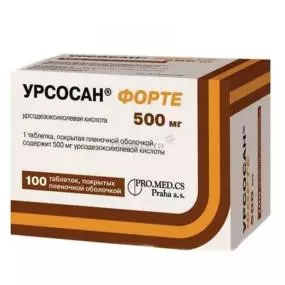 УРСОСАН® ФОРТЕ
урсодезоксихолевая кислота
500 мг
1 таблетка, покрытая пленочной оболочкой
содержит 500 мг урсодезоксихолевой кислоты
100 таблеток, покрытых
пленочной оболочкой
PRO.MED.CS
Praha a. s.